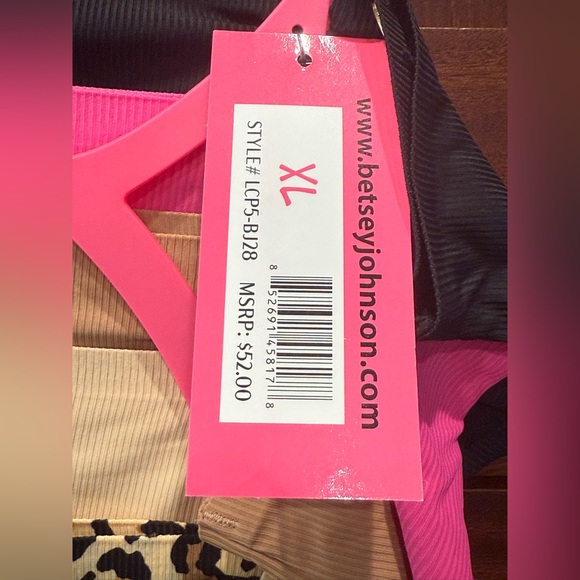 www.betseyjohnson.com
XL
8 52691 45817 8
STYLE# LCP5-BJ28 MSRP: $52.00